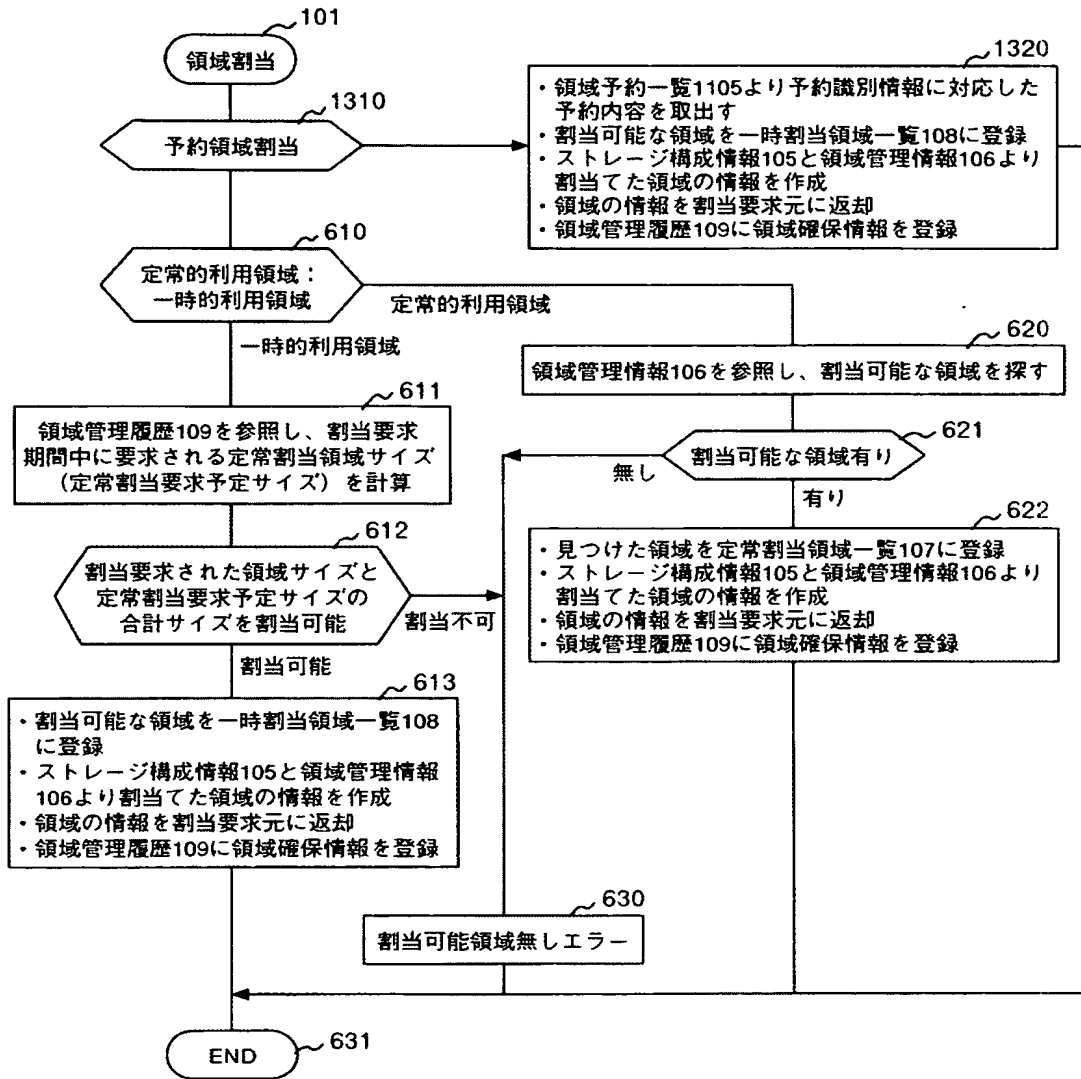 101
領域割当
1310
予約領域割当
1320
・領域予約一覧1105より予約識別情報に対応した
予約内容を取出す
・割当可能な領域を一時割当領域一覧108に登録
・ストレージ構成情報105と領域管理情報106より
割当てた領域の情報を作成
・領域の情報を割当要求元に返却
・領域管理履歴109に領域確保情報を登録
610
定常的利用領域：
一時的利用領域
定常的利用領域
一時的利用領域
620
領域管理情報106を参照し、割当可能な領域を探す
611
領域管理履歴109を参照し、割当要求
期間中に要求される定常割当領域サイズ
（定常割当要求予定サイズ）を計算
621
割当可能な領域有り
無し
有り
612
割当要求された領域サイズと
定常割当要求予定サイズの
合計サイズを割当可能
割当不可
割当可能
622
・見つけた領域を定常割当領域一覧107に登録
・ストレージ構成情報105と領域管理情報106より
割当てた領域の情報を作成
・領域の情報を割当要求元に返却
・領域管理履歴109に領域確保情報を登録
613
・割当可能な領域を一時割当領域一覧108
に登録
・ストレージ構成情報105と領域管理情報
106より割当てた領域の情報を作成
・領域の情報を割当要求元に返却
・領域管理履歴109に領域確保情報を登録
630
割当可能領域無しエラー
END
631